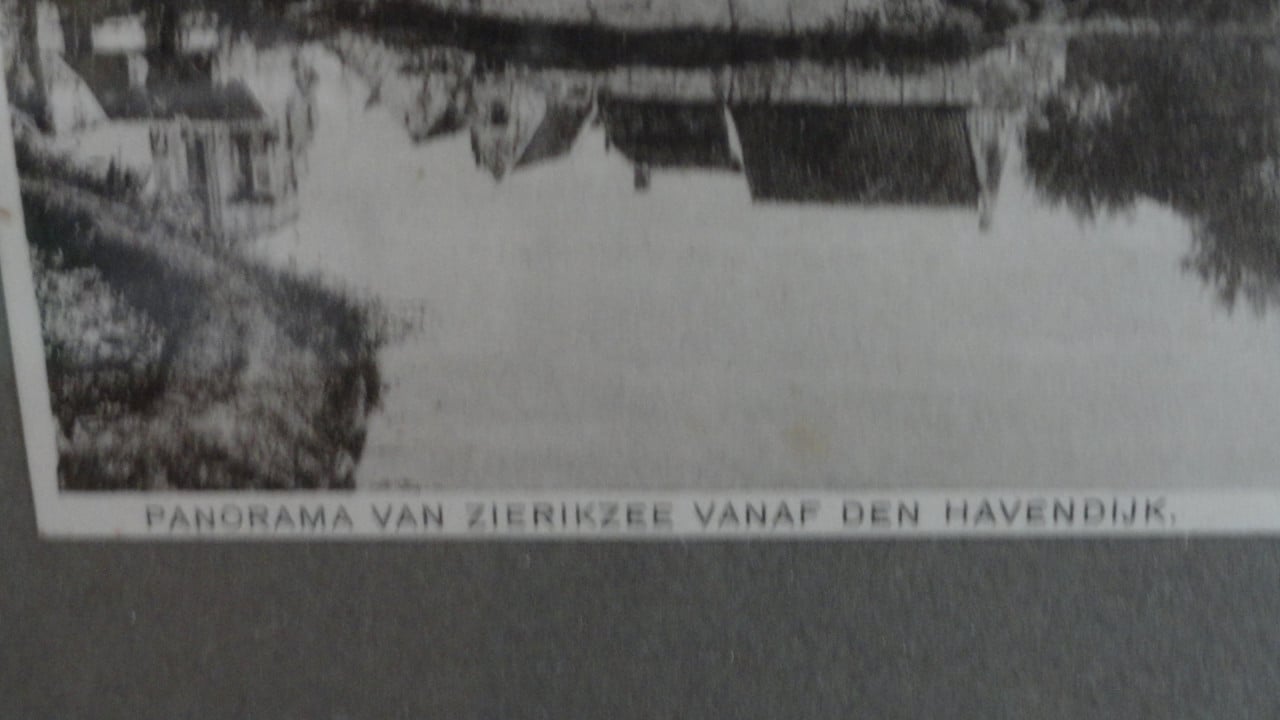 PANORAMA VAN ZIERIKZEE VANAF DEN HAVENDIJK.